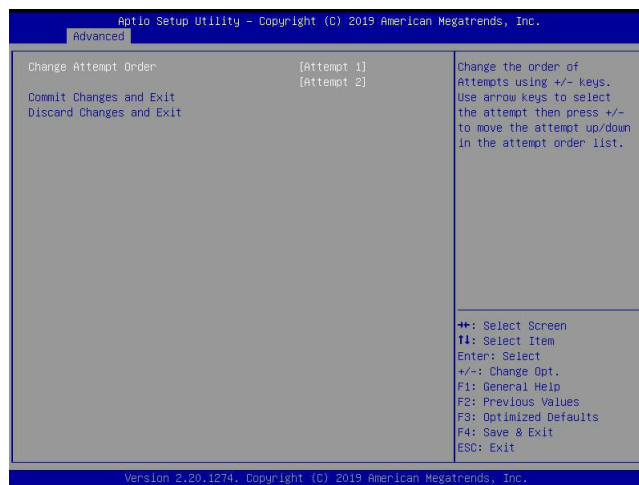 Aptio Setup Utility – Copyright (C) 2019 American Megatrends, Inc.
Advanced
Change Attempt Order [Attempt 1]
[Attempt 2]
Commit Changes and Exit
Discard Changes and Exit
Change the order of
Attempts using +/- keys.
Use arrow keys to select
the attempt then press +/-
to move the attempt up/down
in the attempt order list.
→←: Select Screen
↑↓: Select Item
Enter: Select
+/-: Change Opt.
F1: General Help
F2: Previous Values
F3: Optimized Defaults
F4: Save & Exit
ESC: Exit
Version 2.20.1274. Copyright (C) 2019 American Megatrends, Inc.